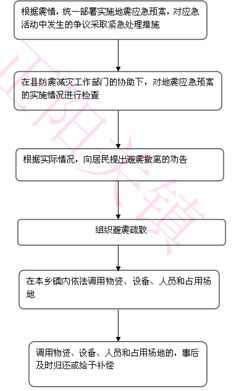 根据震情，统一部署实施地震应急预案，对应急
活动中发生的争议采取紧急处理措施
在县防震减灾工作部门的协助下，对地震应急预案
的实施情况进行检查
根据实际情况，向居民提出避震撤离的劝告
组织避震疏散
在本乡镇内依法调用物资、设备、人员和占用场
地
调用物资、设备、人员和占用场地的，事后
及时归还或给予补偿
正阳关镇